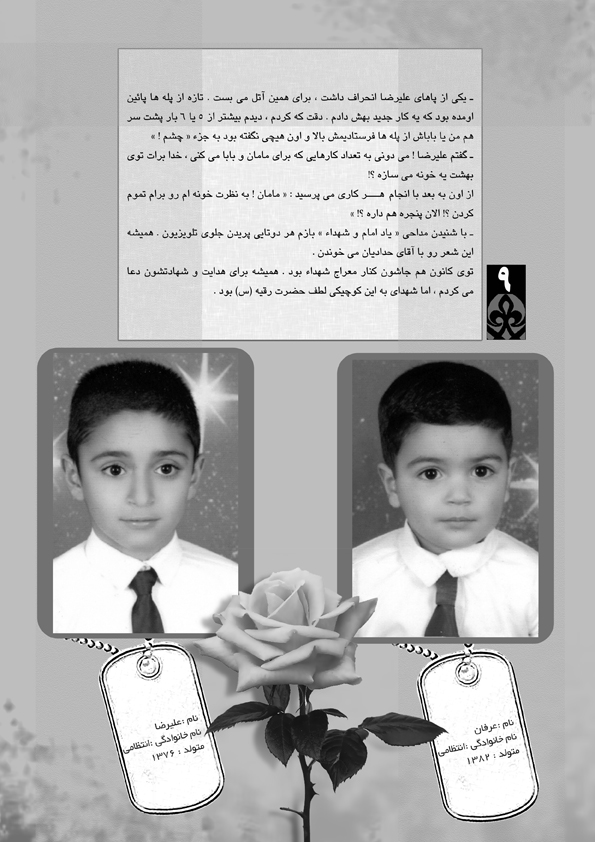 ـ یکی از پاهای علیرضا انحراف داشت ، برای همین آتل می بست . تازه از پله ها پائین
اومده بود که یه کار جدید بهش دادم . دقت که کردم ، دیدم بیشتر از ۵ یا ٦ بار پشت سر
هم من یا باباش از پله ها فرستادیمش بالا و اون هیچی نگفته بود به جزء « چشم ! »
ـ گفتم علیرضا ! می دونی به تعداد کارهایی که برای مامان و بابا می کنی ، خدا برات توی
بهشت یه خونه می سازه ؟!
از اون به بعد با انجام هر کاری می پرسید : « مامان ! به نظرت خونه ام رو برام تموم
کردن ؟! الان پنجره هم داره ؟! »
ـ با شنیدن مداحی « یاد امام و شهداء » بازم هر دوتایی پریدن جلوی تلویزیون . همیشه
این شعر رو با آقای حدادیان می خوندن .
توی کانون هم جاشون کنار معراج شهداء بود . همیشه برای هدایت و شهادتشون دعا
می کردم ، اما شهدای به این کوچیکی لطف حضرت رقیه (س) بود .
۹
نام :علیرضا
نام خانوادگی :انتظامی
متولد : ۱۳۷۶
نام :عرفان
نام خانوادگی :انتظامی
متولد : ۱۳۸۲